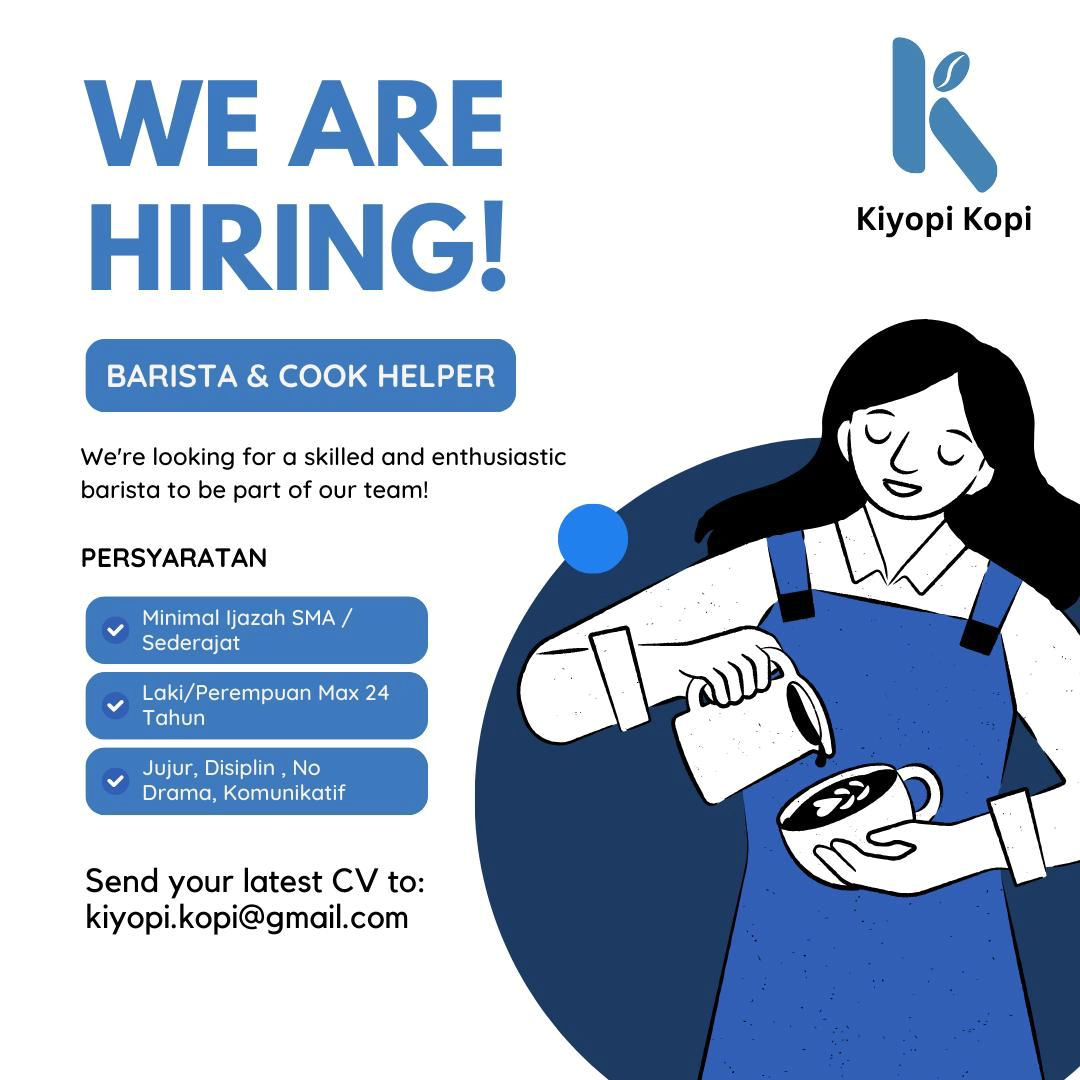 WE ARE
HIRING!
Kiyopi Kopi
BARISTA & COOK HELPER
We're looking for a skilled and enthusiastic
barista to be part of our team!
PERSYARATAN
Minimal Ijazah SMA /
Sederajat
Laki/Perempuan Max 24
Tahun
Jujur, Disiplin , No
Drama, Komunikatif
Send your latest CV to:
kiyopi.kopi@gmail.com